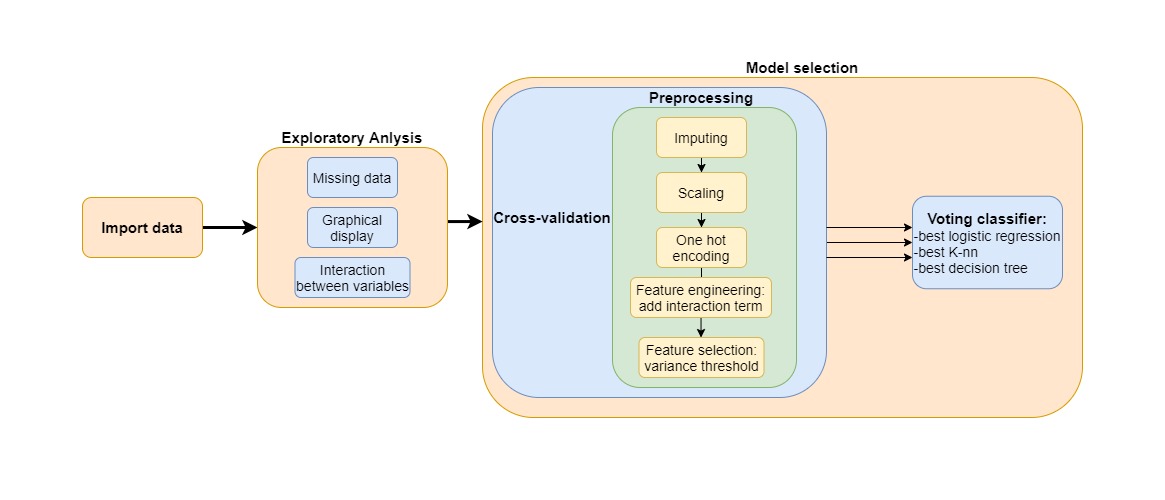 Import data
Exploratory Anlysis
Missing data
Graphical
display
Interaction
between variables
Model selection
Cross-validation
Preprocessing
Imputing
Scaling
One hot
encoding
Feature engineering:
add interaction term
Feature selection:
variance threshold
Voting classifier:
-best logistic regression
-best K-nn
-best decision tree